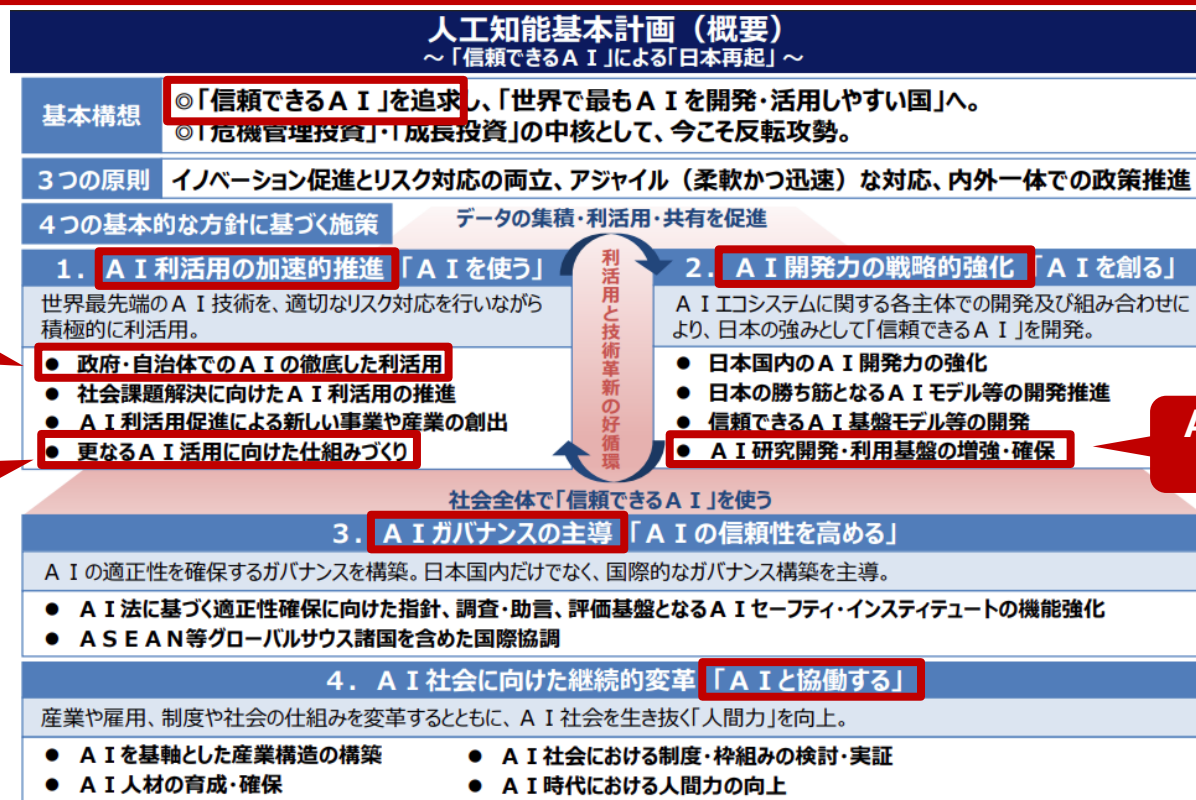 人工知能基本計画（概要）
～「信頼できるＡＩ」による「日本再起」～
基本構想
◎「信頼できるＡＩ」を追求し、「世界で最もＡＩを開発・活用しやすい国」へ。
◎「危機管理投資」・「成長投資」の中核として、今こそ反転攻勢。
３つの原則
イノベーション促進とリスク対応の両立、アジャイル（柔軟かつ迅速）な対応、内外一体での政策推進
４つの基本的な方針に基づく施策
データの集積・利活用・共有を促進
１．ＡＩ利活用の加速的推進「ＡＩを使う」
世界最先端のＡＩ技術を、適切なリスク対応を行いながら
積極的に利活用。
● 政府・自治体でのＡＩの徹底した利活用
● 社会課題解決に向けたＡＩ利活用の推進
● ＡＩ利活用促進による新しい事業や産業の創出
● 更なるＡＩ活用に向けた仕組みづくり
利活用と技術革新の好循環
２．ＡＩ開発力の戦略的強化「ＡＩを創る」
ＡＩエコシステムに関する各主体での開発及び組み合わせに
より、日本の強みとして「信頼できるＡＩ」を開発。
● 日本国内のＡＩ開発力の強化
● 日本の勝ち筋となるＡＩモデル等の開発推進
● 信頼できるＡＩ基盤モデル等の開発
● ＡＩ研究開発・利用基盤の増強・確保
社会全体で「信頼できるＡＩ」を使う
３．ＡＩガバナンスの主導「ＡＩの信頼性を高める」
ＡＩの適正性を確保するガバナンスを構築。日本国内だけでなく、国際的なガバナンス構築を主導。
● ＡＩ法に基づく適正性確保に向けた指針、調査・助言、評価基盤となるＡＩセーフティ・インスティテュートの機能強化
● ＡＳＥＡＮ等グローバルサウス諸国を含めた国際協調
４．ＡＩ社会に向けた継続的変革「ＡＩと協働する」
産業や雇用、制度や社会の仕組みを変革するとともに、ＡＩ社会を生き抜く「人間力」を向上。
● ＡＩを基軸とした産業構造の構築
● ＡＩ社会における制度・枠組みの検討・実証
● ＡＩ人材の育成・確保
● ＡＩ時代における人間力の向上